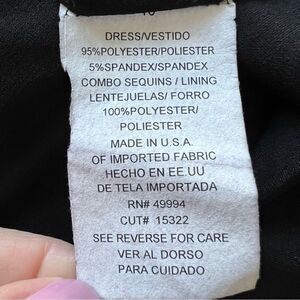 DRESS/VESTIDO
95%POLYESTER/POLIESTER
5%SPANDEX/SPANDEX
COMBO SEQUINS / LINING
LENTEJUELAS/ FORRO
100%POLYESTER/
POLIESTER
MADE IN U.S.A.
OF IMPORTED FABRIC
HECHO EN EE.UU
DE TELA IMPORTADA
RN# 49994
CUT# 15322
SEE REVERSE FOR CARE
VER AL DORSO
PARA CUIDADO